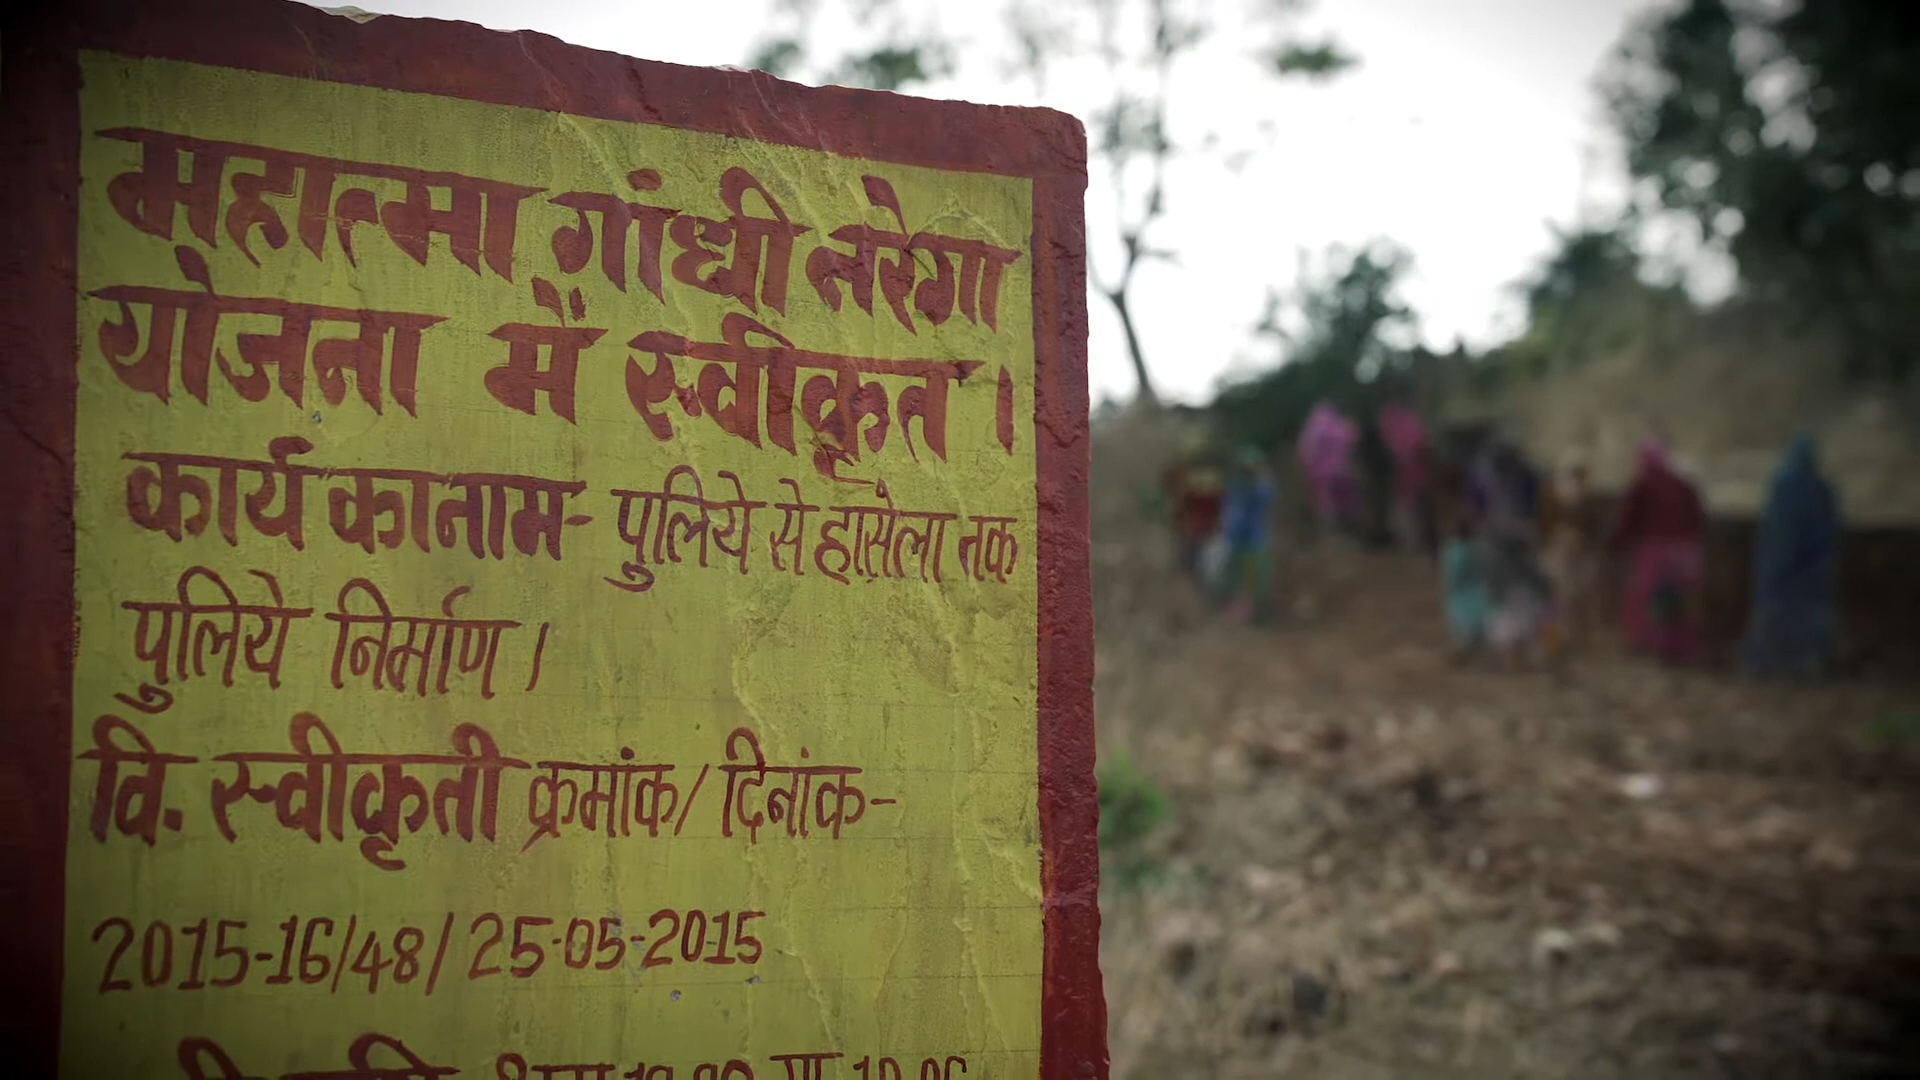 महात्मा गांधी नरेगा
योजना में स्वीकृत।
कार्य का नाम- पुलिये से हासेला तक
पुलिये निर्माण।
वि. स्वीकृती क्रमांक/ दिनांक-
2015-16/48/25-05-2015